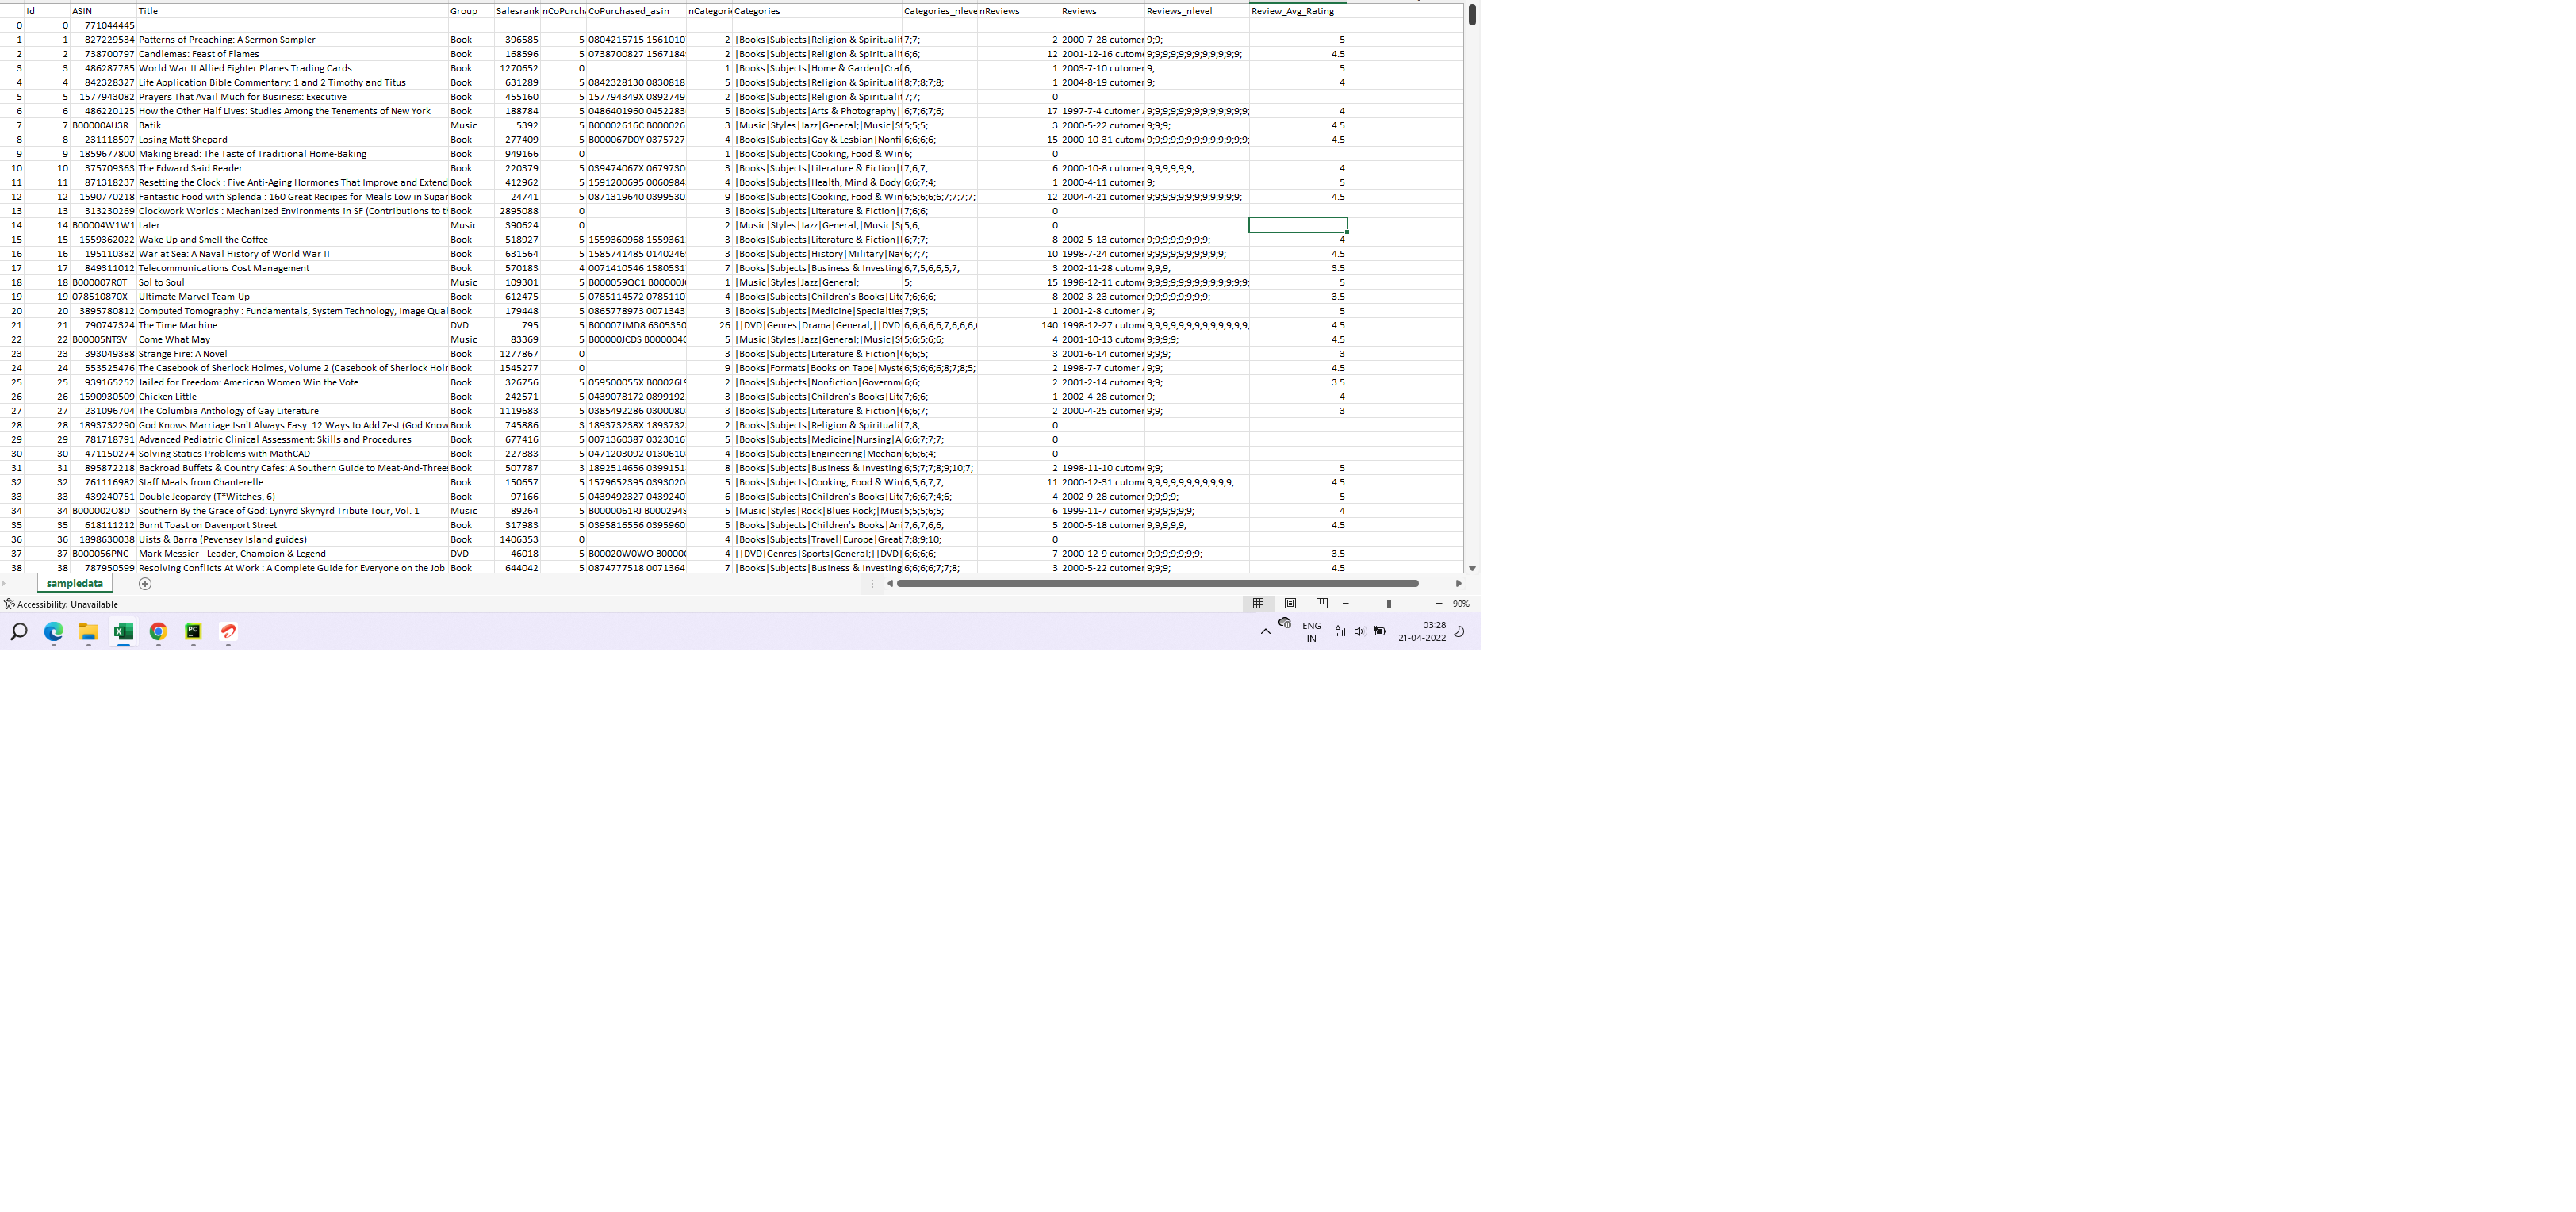 Id ASIN Title Group Salesrank nCoPurch CoPurchased_asin nCategori Categories Categories_nleve nReviews Reviews Reviews_nlevel Review_Avg_Rating
0 0 771044445
1 1 827229534 Patterns of Preaching: A Sermon Sampler Book 396585 5 0804215715 1561010 2 |Books|Subjects|Religion & Spirituali 7;7; 2 2000-7-28 cutomer 9;9; 5
2 2 738700797 Candlemas: Feast of Flames Book 168596 5 0738700827 1567184 2 |Books|Subjects|Religion & Spirituali 6;6; 12 2001-12-16 cutomer 9;9;9;9;9;9;9;9;9;9;9;9; 4.5
3 3 486287785 World War II Allied Fighter Planes Trading Cards Book 1270652 0 1 |Books|Subjects|Home & Garden|Craf 6; 1 2003-7-10 cutomer 9; 5
4 4 842328327 Life Application Bible Commentary: 1 and 2 Timothy and Titus Book 631289 5 0842328130 0830818 5 |Books|Subjects|Religion & Spirituali 8;7;8;7;8; 1 2004-8-19 cutomer 9; 4
5 5 1577943082 Prayers That Avail Much for Business: Executive Book 455160 5 157794349X 0892749 2 |Books|Subjects|Religion & Spirituali 7;7; 0
6 6 486220125 How the Other Half Lives: Studies Among the Tenements of New York Book 188784 5 0486401960 0452283 5 |Books|Subjects|Arts & Photography| 6;7;6;7;6; 17 1997-7-4 cutomer 9;9;9;9;9;9;9;9;9;9;9;9;9; 4
7 7 B00000AU3R Batik Music 5392 5 B00002616C B000026 3 |Music|Styles|Jazz|General;|Music|S 5;5;5; 3 2000-5-22 cutomer 9;9;9; 4.5
8 8 231118597 Losing Matt Shepard Book 277409 5 B000067D0Y 0375727 4 |Books|Subjects|Gay & Lesbian|Nonfi 6;6;6;6; 15 2000-10-31 cutome 9;9;9;9;9;9;9;9;9;9;9;9;9; 4.5
9 9 1859677800 Making Bread: The Taste of Traditional Home-Baking Book 949166 0 1 |Books|Subjects|Cooking, Food & Win 6; 0
10 10 375709363 The Edward Said Reader Book 220379 5 039474067X 0679730 3 |Books|Subjects|Literature & Fiction| 7;6;7; 6 2000-10-8 cutomer 9;9;9;9;9;9; 4
11 11 871318237 Resetting the Clock : Five Anti-Aging Hormones That Improve and Extend Book 412962 5 1591200695 0060984 4 |Books|Subjects|Health, Mind & Body 6;6;7;4; 1 2000-4-11 cutomer 9; 5
12 12 1590770218 Fantastic Food with Splenda : 160 Great Recipes for Meals Low in Sugar Book 24741 5 0871319640 0399530 9 |Books|Subjects|Cooking, Food & Win 6;5;6;6;6;7;7;7;7; 12 2004-4-21 cutomer 9;9;9;9;9;9;9;9;9;9;9;9; 4.5
13 13 313230269 Clockwork Worlds : Mechanized Environments in SF (Contributions to th Book 2895088 0 3 |Books|Subjects|Literature & Fiction| 7;6;6; 0
14 14 B00004W1W1 Later... Music 390624 0 2 |Music|Styles|Jazz|General;|Music|S 5;6; 0
15 15 1559362022 Wake Up and Smell the Coffee Book 518927 5 1559360968 1559361 3 |Books|Subjects|Literature & Fiction| 6;7;7; 8 2002-5-13 cutomer 9;9;9;9;9;9;9;9; 4
16 16 195110382 War at Sea: A Naval History of World War II Book 631564 5 1585741485 0140246 3 |Books|Subjects|History|Military|Na 6;7;7; 10 1998-7-24 cutomer 9;9;9;9;9;9;9;9;9;9; 4.5
17 17 849311012 Telecommunications Cost Management Book 570183 4 0071410546 1580531 7 |Books|Subjects|Business & Investing 6;7;5;6;6;5;7; 3 2002-11-28 cutome 9;9;9; 3.5
18 18 B000007R0T Sol to Soul Music 109301 5 B000059QC1 B00000J 1 |Music|Styles|Jazz|General; 5; 15 1998-12-11 cutome 9;9;9;9;9;9;9;9;9;9;9;9;9; 5
19 19 078510870X Ultimate Marvel Team-Up Book 612475 5 0785114572 0785110 4 |Books|Subjects|Children's Books|Lit 7;6;6;6; 8 2002-3-23 cutomer 9;9;9;9;9;9;9;9; 3.5
20 20 3895780812 Computed Tomography : Fundamentals, System Technology, Image Qual Book 179448 5 0865778973 0071343 3 |Books|Subjects|Medicine|Specialties 7;9;5; 1 2001-2-8 cutomer 9; 5
21 21 790747324 The Time Machine DVD 795 5 B00007JMD8 6305350 26 ||DVD|Genres|Drama|General;||DVD 6;6;6;6;6;7;6;6;6; 140 1998-12-27 cutome 9;9;9;9;9;9;9;9;9;9;9;9;9; 4.5
22 22 B00005NTSV Come What May Music 83369 5 B00000JCDS B000004 5 |Music|Styles|Jazz|General;|Music|S 5;6;5;6;6; 4 2001-10-13 cutome 9;9;9;9; 4.5
23 23 393049388 Strange Fire: A Novel Book 1277867 0 3 |Books|Subjects|Literature & Fiction| 6;6;5; 3 2001-6-14 cutomer 9;9;9; 3
24 24 553525476 The Casebook of Sherlock Holmes, Volume 2 (Casebook of Sherlock Holr Book 1545277 0 9 |Books|Formats|Books on Tape|Myste 6;5;6;6;6;8;7;8;5; 2 1998-7-7 cutomer 9;9; 4.5
25 25 939165252 Jailed for Freedom: American Women Win the Vote Book 326756 5 059500055X B00026L 2 |Books|Subjects|Nonfiction|Governm 6;6; 2 2001-2-14 cutomer 9;9; 3.5
26 26 1590930509 Chicken Little Book 242571 5 0439078172 0899192 3 |Books|Subjects|Children's Books|Lit 7;6;6; 1 2002-4-28 cutomer 9; 4
27 27 231096704 The Columbia Anthology of Gay Literature Book 1119683 5 0385492286 0300080 3 |Books|Subjects|Literature & Fiction| 6;6;7; 2 2000-4-25 cutomer 9;9; 3
28 28 1893732290 God Knows Marriage Isn't Always Easy: 12 Ways to Add Zest (God Know Book 745886 3 189373238X 1893732 2 |Books|Subjects|Religion & Spirituali 7;8; 0
29 29 781718791 Advanced Pediatric Clinical Assessment: Skills and Procedures Book 677416 5 0071360387 0323016 5 |Books|Subjects|Medicine|Nursing|A 6;6;7;7;7; 0
30 30 471150274 Solving Statics Problems with MathCAD Book 227883 5 0471203092 0130610 4 |Books|Subjects|Engineering|Mechan 6;6;6;4; 0
31 31 895872218 Backroad Buffets & Country Cafes: A Southern Guide to Meat-And-Threes Book 507787 3 1892514656 0399151 8 |Books|Subjects|Business & Investing 6;5;7;7;8;9;10;7; 2 1998-11-10 cutome 9;9; 5
32 32 761116982 Staff Meals from Chanterelle Book 150657 5 1579652395 0393020 5 |Books|Subjects|Cooking, Food & Win 6;5;6;7;7; 11 2000-12-31 cutome 9;9;9;9;9;9;9;9;9;9;9; 4.5
33 33 439240751 Double Jeopardy (T*Witches, 6) Book 97166 5 0439492327 0439240 6 |Books|Subjects|Children's Books|Lit 7;6;6;7;4;6; 4 2002-9-28 cutomer 9;9;9;9; 5
34 34 B000002O8D Southern By the Grace of God: Lynyrd Skynyrd Tribute Tour, Vol. 1 Music 89264 5 B0000061RJ B000294S 5 |Music|Styles|Rock|Blues Rock;|Musi 5;5;5;6;5; 6 1999-11-7 cutomer 9;9;9;9;9;9; 4
35 35 618111212 Burnt Toast on Davenport Street Book 317983 5 0395816556 0395960 5 |Books|Subjects|Children's Books|An 7;6;7;6;6; 5 2000-5-18 cutomer 9;9;9;9;9; 4.5
36 36 1898630038 Uists & Barra (Pevensey Island guides) Book 1406353 0 4 |Books|Subjects|Travel|Europe|Great 7;8;9;10; 0
37 37 B000056PNC Mark Messier - Leader, Champion & Legend DVD 46018 5 B00020W0WO B0000 4 ||DVD|Genres|Sports|General;||DVD| 6;6;6;6; 7 2000-12-9 cutomer 9;9;9;9;9;9;9; 3.5
38 38 787950599 Resolving Conflicts At Work : A Complete Guide for Everyone on the Job Book 644042 5 0874777518 0071364 7 |Books|Subjects|Business & Investing 6;6;6;6;7;7;8; 3 2000-5-22 cutomer 9;9;9; 4.5
sampledata
Accessibility: Unavailable 90%
PC ENG IN 03:28
21-04-2022